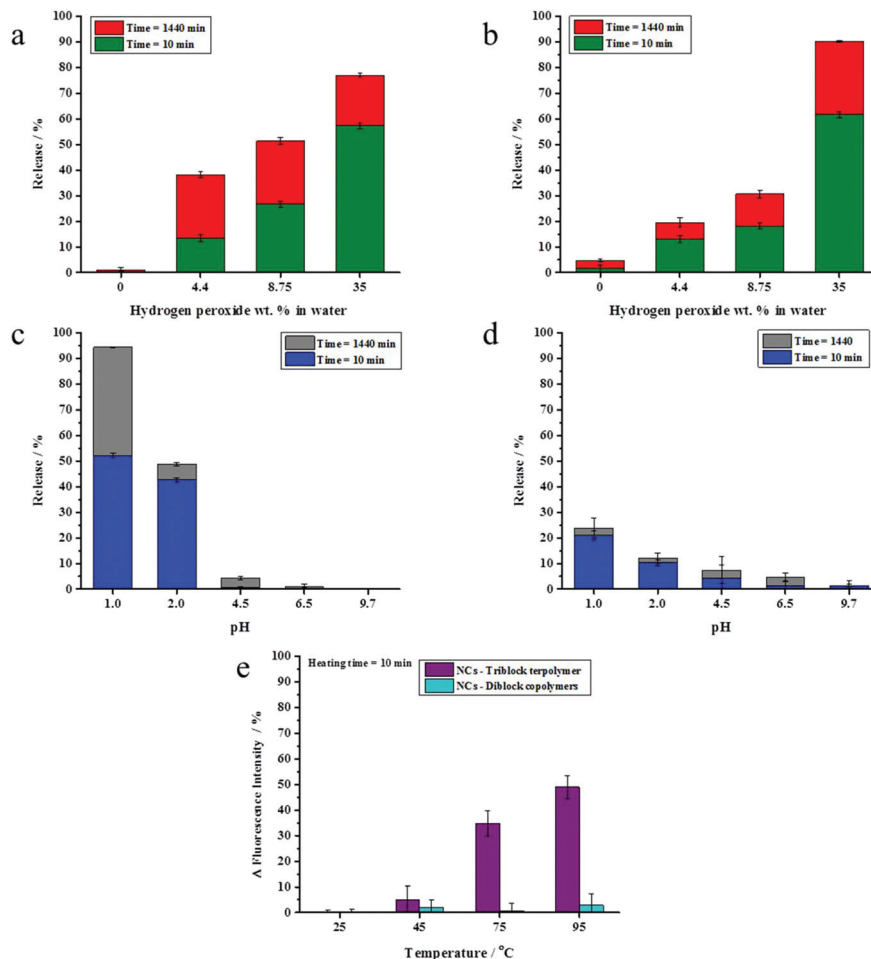 a
Time = 1440 min
Time = 10 min
100
90
80
70
60
50
40
30
20
10
0
Release / %
0 4.4 8.75 35
Hydrogen peroxide wt. % in water
b
Time = 1440 min
Time = 10 min
100
90
80
70
60
50
40
30
20
10
0
Release / %
0 4.4 8.75 35
Hydrogen peroxide wt. % in water
c
Time = 1440 min
Time = 10 min
100
90
80
70
60
50
40
30
20
10
0
Release / %
1.0 2.0 4.5 6.5 9.7
pH
d
Time = 1440
Time = 10 min
100
90
80
70
60
50
40
30
20
10
0
Release / %
1.0 2.0 4.5 6.5 9.7
pH
e
Heating time = 10 min
NCs - Triblock terpolymer
NCs - Diblock copolymers
100
90
80
70
60
50
40
30
20
10
0
Δ Fluorescence Intensity / %
25 45 75 95
Temperature / °C